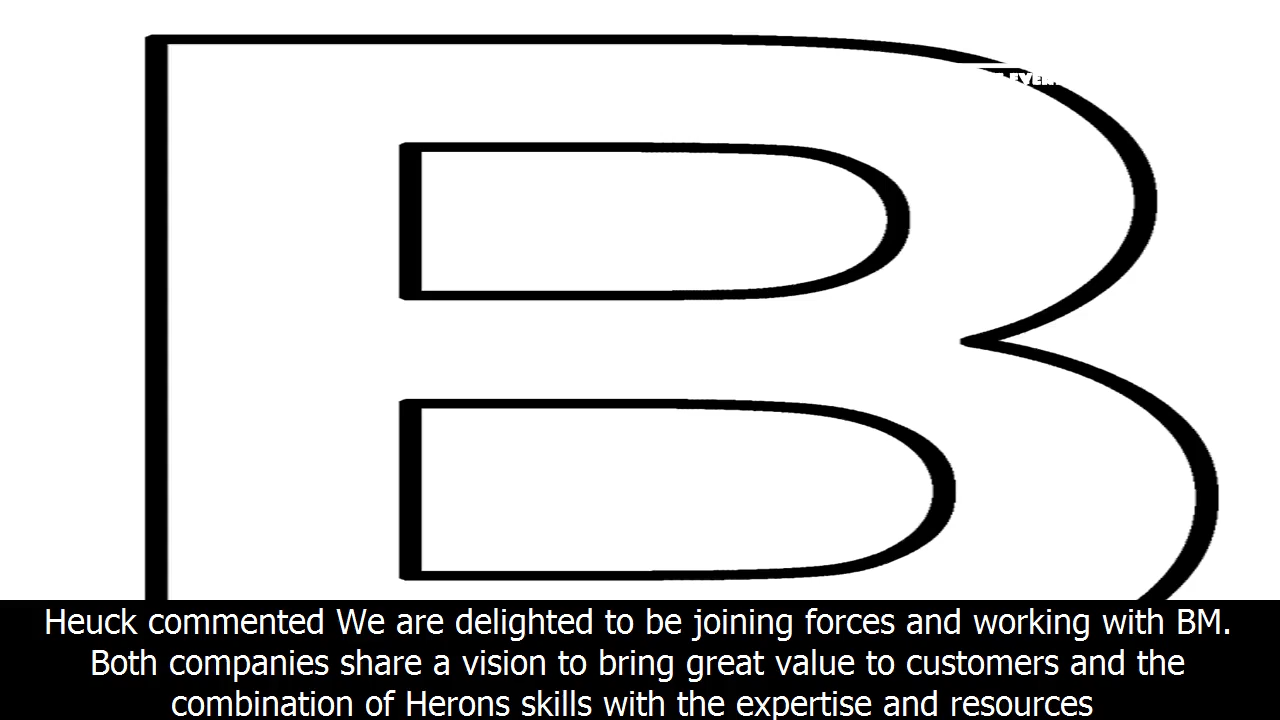 B
EVEN
Heuck commented We are delighted to be joining forces and working with BM.
Both companies share a vision to bring great value to customers and the
combination of Herons skills with the expertise and resources